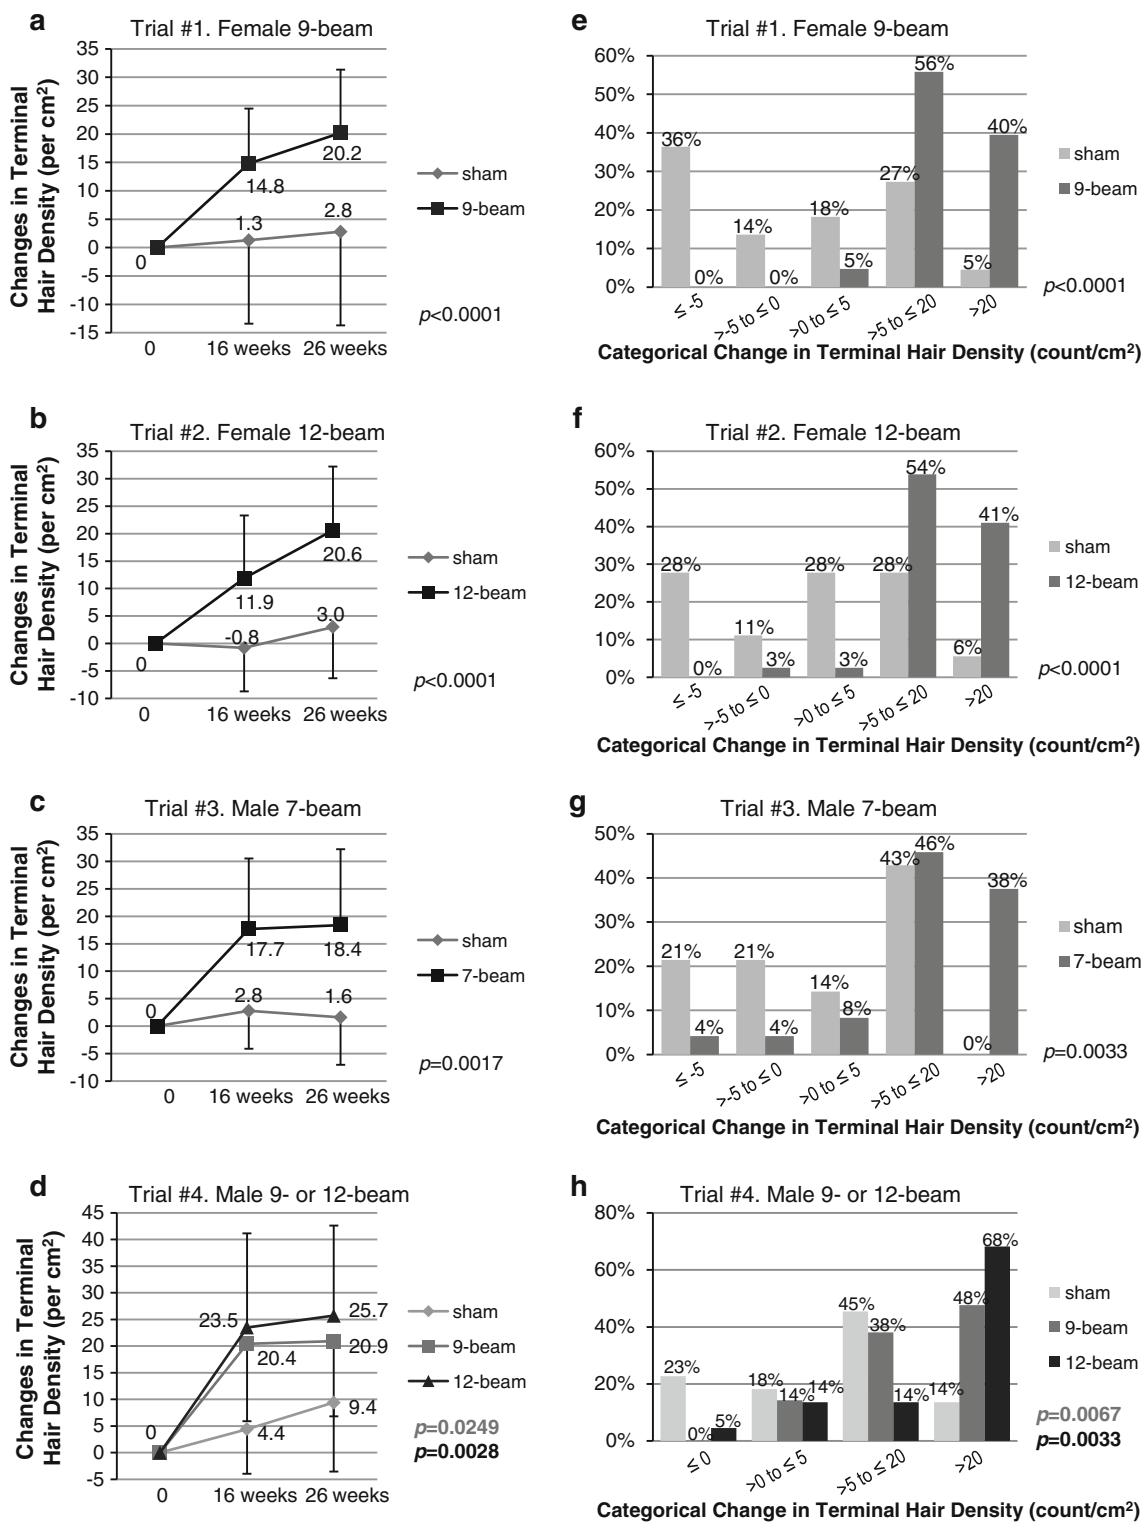 a
Trial #1. Female 9-beam
Changes in Terminal
Hair Density (per cm²)
35
30
25
20
15
10
5
0
-5
-10
-15
0
14.8
20.2
1.3
2.8
0 16 weeks 26 weeks
sham
9-beam
p<0.0001
e
Trial #1. Female 9-beam
60%
50%
40%
30%
20%
10%
0%
36% 0% 14% 0% 18% 5% 27% 56% 5% 40%
≤ -5 >-5 to ≤ 0 >0 to ≤ 5 >5 to ≤ 20 >20
Categorical Change in Terminal Hair Density (count/cm²)
sham
9-beam
p<0.0001
b
Trial #2. Female 12-beam
Changes in Terminal
Hair Density (per cm²)
35
30
25
20
15
10
5
0
-5
-10
0
11.9
20.6
-0.8
3.0
0 16 weeks 26 weeks
sham
12-beam
p<0.0001
f
Trial #2. Female 12-beam
60%
50%
40%
30%
20%
10%
0%
28% 0% 11% 3% 28% 3% 28% 54% 6% 41%
≤ -5 >-5 to ≤ 0 >0 to ≤ 5 >5 to ≤ 20 >20
Categorical Change in Terminal Hair Density (count/cm²)
sham
12-beam
p<0.0001
c
Trial #3. Male 7-beam
Changes in Terminal
Hair Density (per cm²)
35
30
25
20
15
10
5
0
-5
-10
0
17.7
18.4
2.8
1.6
0 16 weeks 26 weeks
sham
7-beam
p=0.0017
g
Trial #3. Male 7-beam
50%
40%
30%
20%
10%
0%
21% 4% 21% 4% 14% 8% 43% 46% 0% 38%
≤ -5 >-5 to ≤ 0 >0 to ≤ 5 >5 to ≤ 20 >20
Categorical Change in Terminal Hair Density (count/cm²)
sham
7-beam
p=0.0033
d
Trial #4. Male 9- or 12-beam
Changes in Terminal
Hair Density (per cm²)
45
40
35
30
25
20
15
10
5
0
-5
0
23.5
25.7
20.4
20.9
4.4
9.4
0 16 weeks 26 weeks
sham
9-beam
12-beam
p=0.0249
p=0.0028
h
Trial #4. Male 9- or 12-beam
80%
60%
40%
20%
0%
23% 0% 5% 18% 14% 14% 45% 38% 14% 14% 48% 68%
≤ 0 >0 to ≤ 5 >5 to ≤ 20 >20
Categorical Change in Terminal Hair Density (count/cm²)
sham
9-beam
12-beam
p=0.0067
p=0.0033